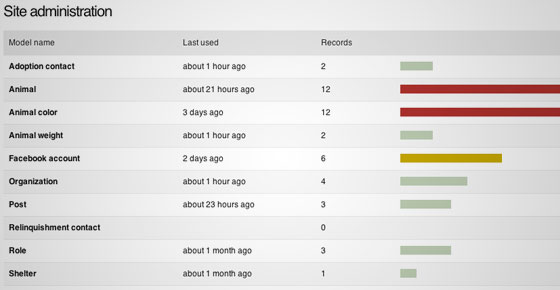 Site administration
Model name Last used Records
Adoption contact about 1 hour ago 2
Animal about 21 hours ago 12
Animal color 3 days ago 12
Animal weight about 1 hour ago 2
Facebook account 2 days ago 6
Organization about 1 hour ago 4
Post about 23 hours ago 3
Relinquishment contact 0
Role about 1 month ago 3
Shelter about 1 month ago 1